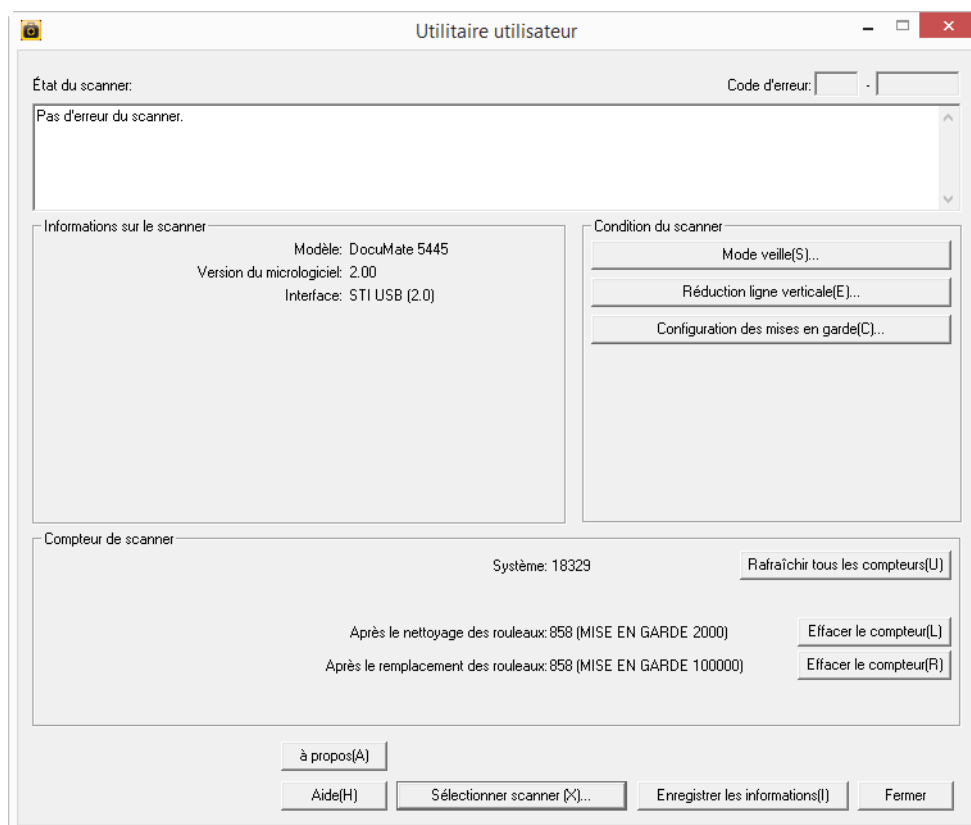 Utilitaire utilisateur
État du scanner:
Code d'erreur: -
Pas d'erreur du scanner.
Informations sur le scanner
Modèle: DocuMate 5445
Version du micrologiciel: 2.00
Interface: STI USB (2.0)
Condition du scanner
Mode veille(S)...
Réduction ligne verticale(E)...
Configuration des mises en garde(C)...
Compteur de scanner
Système: 18329
Rafraîchir tous les compteurs(U)
Après le nettoyage des rouleaux: 858 (MISE EN GARDE 2000)
Effacer le compteur(L)
Après le remplacement des rouleaux: 858 (MISE EN GARDE 100000)
Effacer le compteur(R)
à propos(A)
Aide(H)
Sélectionner scanner (X)...
Enregistrer les informations(I)
Fermer